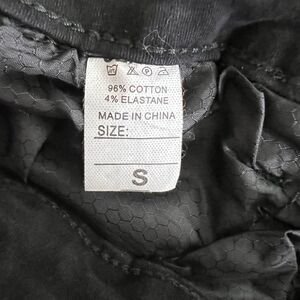 96% COTTON
4% ELASTANE
MADE IN CHINA
SIZE:
S